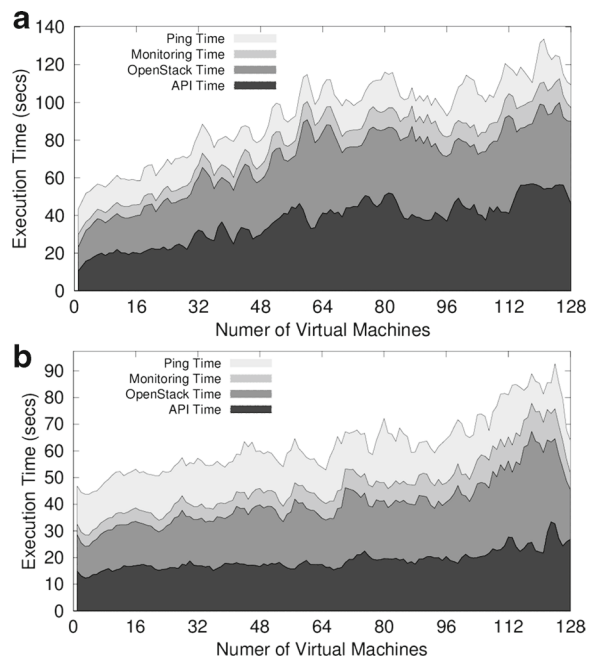 a
140
120
100
80
60
40
20
0
Execution Time (secs)
Ping Time
Monitoring Time
OpenStack Time
API Time
0 16 32 48 64 80 96 112 128
Numer of Virtual Machines
b
90
80
70
60
50
40
30
20
10
0
Execution Time (secs)
Ping Time
Monitoring Time
OpenStack Time
API Time
0 16 32 48 64 80 96 112 128
Numer of Virtual Machines